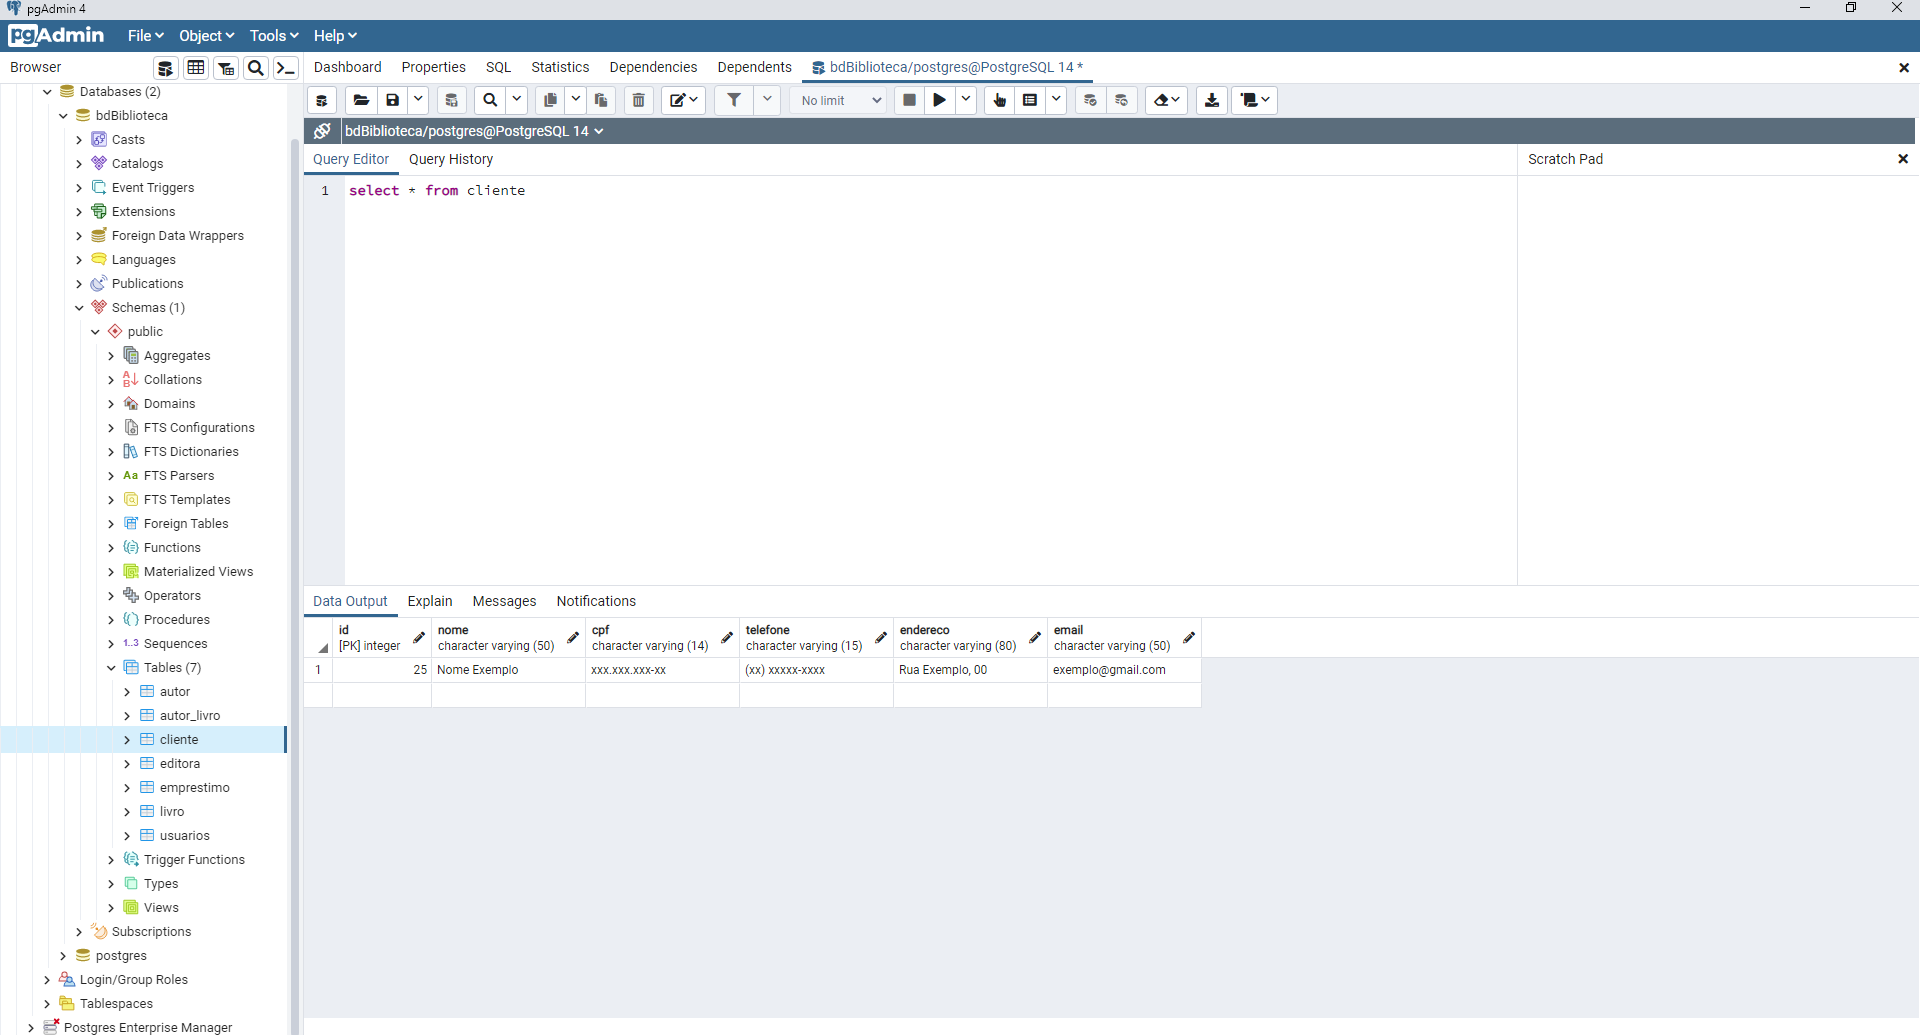 pgAdmin 4
pgAdmin File Object Tools Help
Browser
Dashboard Properties SQL Statistics Dependencies Dependents bdBiblioteca/postgres@PostgreSQL 14 *
No limit
bdBiblioteca/postgres@PostgreSQL 14
Query Editor Query History
Scratch Pad
1 select * from cliente
Databases (2)
bdBiblioteca
Casts
Catalogs
Event Triggers
Extensions
Foreign Data Wrappers
Languages
Publications
Schemas (1)
public
Aggregates
Collations
Domains
FTS Configurations
FTS Dictionaries
Aa FTS Parsers
FTS Templates
Foreign Tables
Functions
Materialized Views
Operators
Procedures
1..3 Sequences
Tables (7)
autor
autor_livro
cliente
editora
emprestimo
livro
usuarios
Trigger Functions
Types
Views
Subscriptions
postgres
Login/Group Roles
Tablespaces
Postgres Enterprise Manager
Data Output Explain Messages Notifications
id nome cpf telefone endereco email
[PK] integer character varying (50) character varying (14) character varying (15) character varying (80) character varying (50)
1 25 Nome Exemplo xxx.xxx.xxx-xx (xx) xxxxx-xxxx Rua Exemplo, 00 exemplo@gmail.com